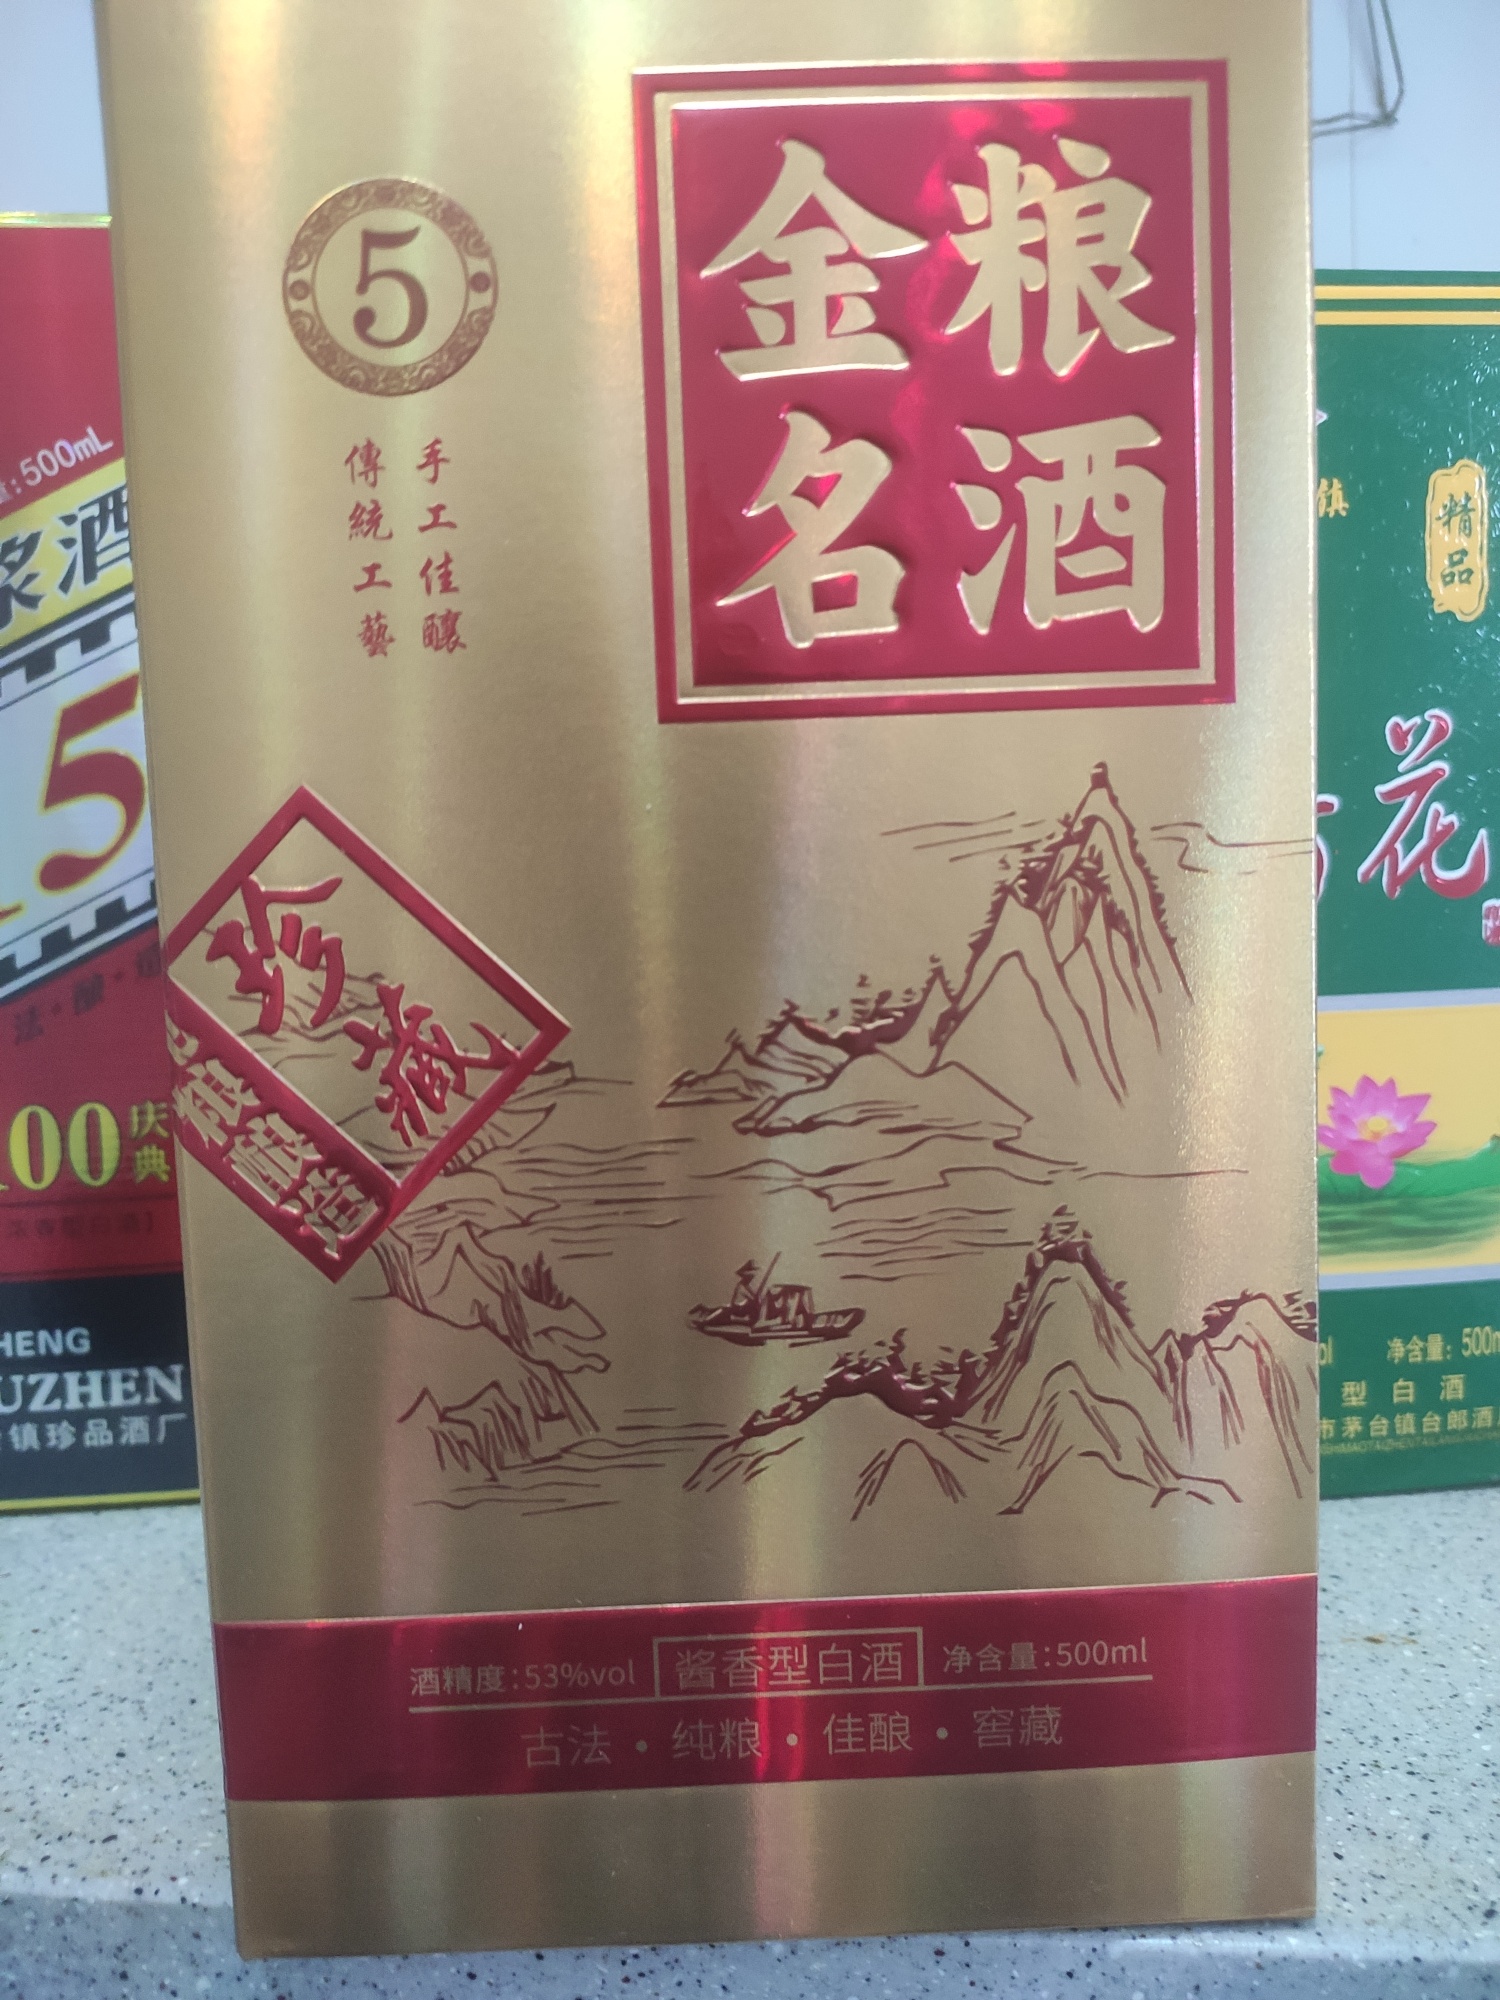 金粮
名酒
5
手工佳釀
傳統工藝
珍藏
酒精度:53%vol
酱香型白酒
净含量:500ml
古法·纯粮·佳酿·窖藏
:500mL
浆酒
5
00
庆典
HENG
UZHEN
镇珍品酒厂
镇
精品
花
净含量: 500m
型白酒
市茅台镇台郎酒